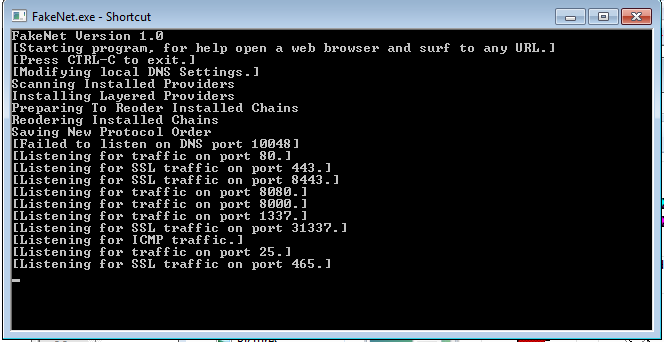 FakeNet.exe - Shortcut
FakeNet Version 1.0
[Starting program, for help open a web browser and surf to any URL.]
[Press CTRL-C to exit.]
[Modifying local DNS Settings.]
Scanning Installed Providers
Installing Layered Providers
Preparing To Reoder Installed Chains
Reodering Installed Chains
Saving New Protocol Order
[Failed to listen on DNS port 10048]
[Listening for traffic on port 80.]
[Listening for SSL traffic on port 443.]
[Listening for SSL traffic on port 8443.]
[Listening for traffic on port 8080.]
[Listening for traffic on port 8000.]
[Listening for traffic on port 1337.]
[Listening for SSL traffic on port 31337.]
[Listening for ICMP traffic.]
[Listening for traffic on port 25.]
[Listening for SSL traffic on port 465.]